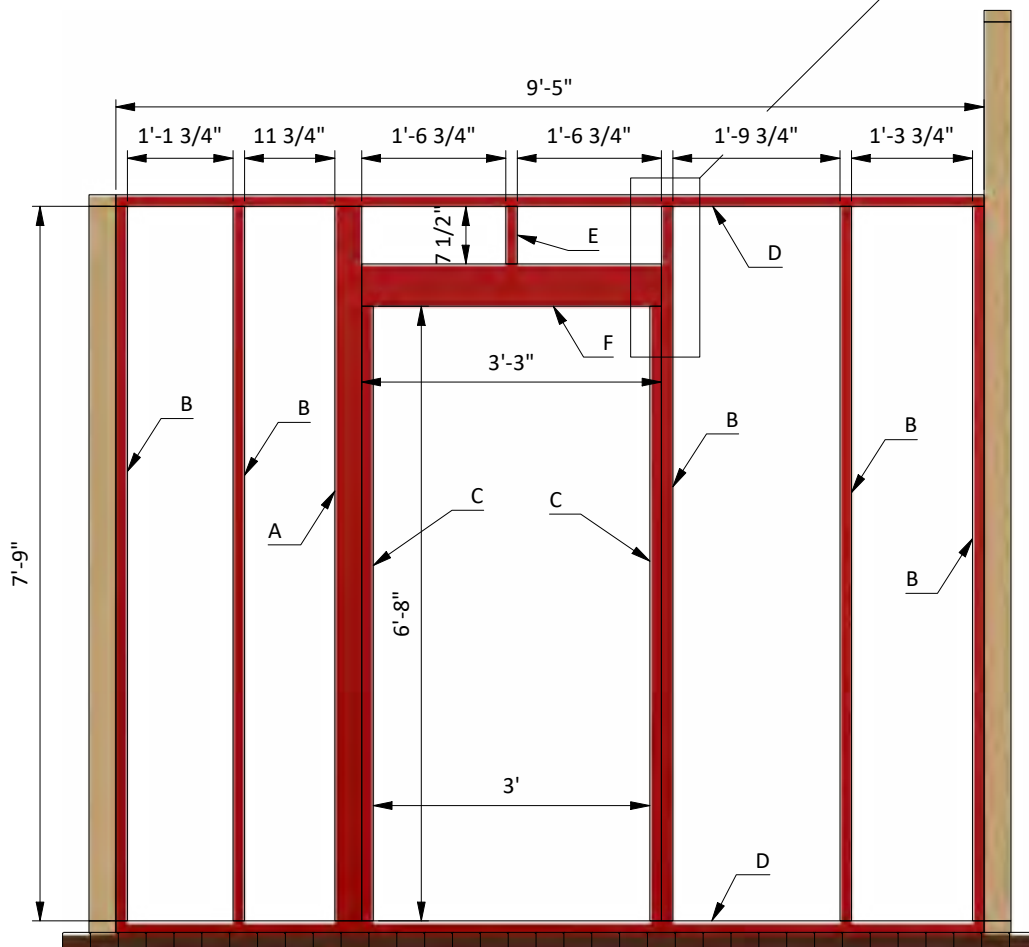 9'-5"
1'-1 3/4" 11 3/4" 1'-6 3/4" 1'-6 3/4" 1'-9 3/4" 1'-3 3/4"
7 1/2"
E
D
F
3'-3"
B
B
B
B
A
C
C
7'-9"
B
6'-8"
3'
D